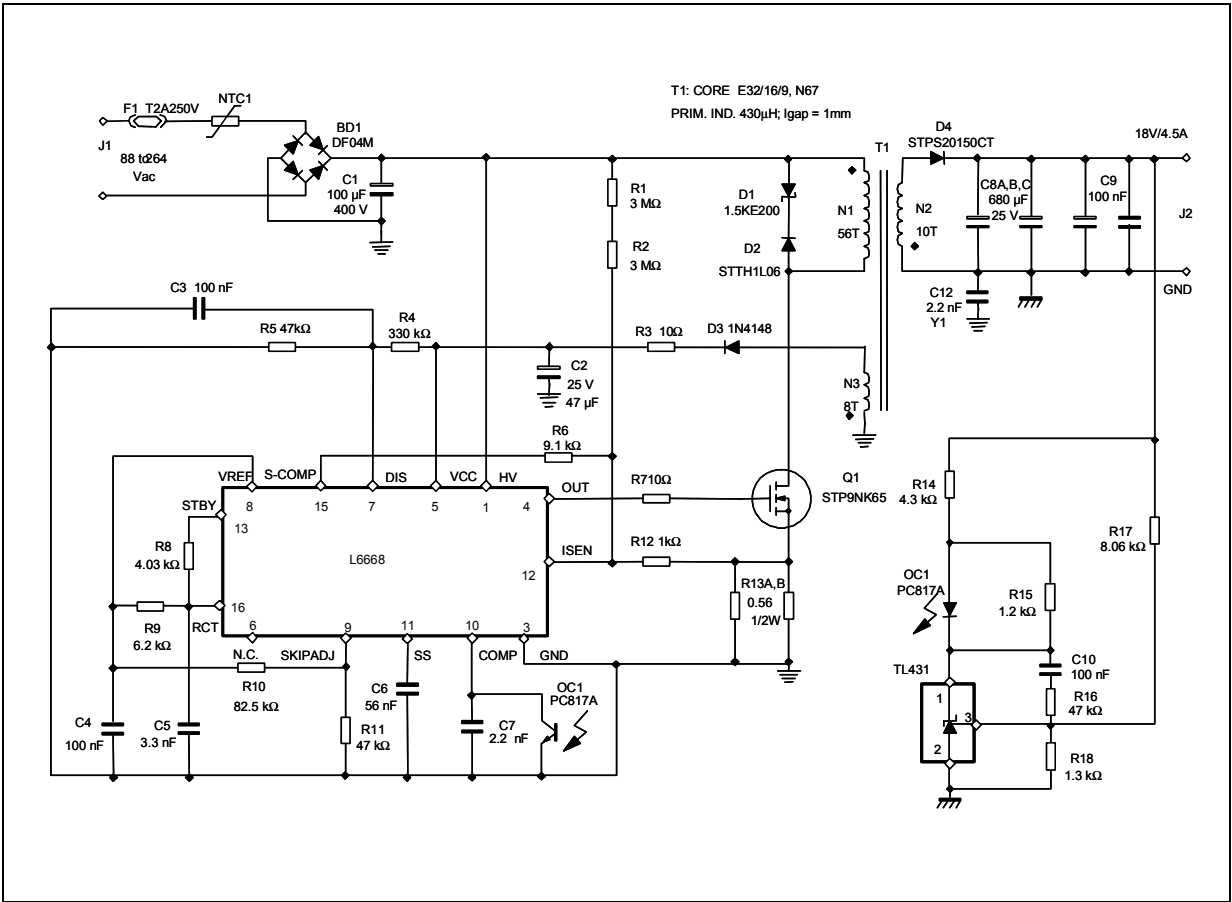 T1: CORE E32/16/9, N67
PRIM. IND. 430µH; lgap = 1mm
F1 T2A250V
NTC1
J1
88 to264
Vac
BD1
DF04M
C1
100 µF
400 V
R1
3 MΩ
R2
3 MΩ
D1
1.5KE200
D2
STTH1L06
N1
56T
T1
N2
10T
D4
STPS20150CT
18V/4.5A
C8A,B,C
680 µF
25 V
C9
100 nF
J2
GND
C12
2.2 nF
Y1
C3 100 nF
R5 47kΩ
R4
330 kΩ
R3 10Ω
D3 1N4148
C2
25 V
47 µF
N3
8T
R6
9.1 kΩ
VREF
S-COMP
DIS
VCC
HV
OUT
8
15
7
5
1
4
STBY
13
R710Ω
Q1
STP9NK65
R8
4.03 kΩ
L6668
ISEN
12
R12 1kΩ
R13A,B
0.56
1/2W
R9
6.2 kΩ
16
RCT
6
9
11
10
3
N.C.
SKIPADJ
SS
COMP
GND
R10
82.5 kΩ
C4
100 nF
C5
3.3 nF
R11
47 kΩ
C6
56 nF
C7
2.2 nF
OC1
PC817A
R14
4.3 kΩ
R17
8.06 kΩ
OC1
PC817A
R15
1.2 kΩ
C10
100 nF
TL431
1
3
2
R16
47 kΩ
R18
1.3 kΩ